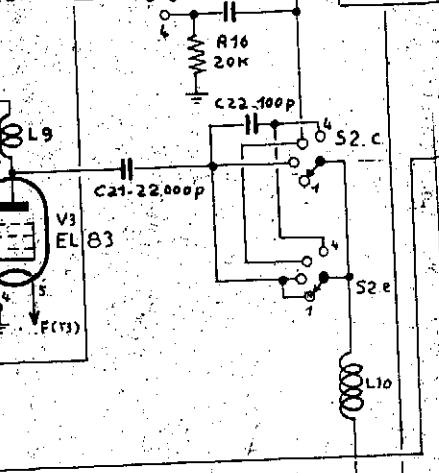 4
R16
20K
C22-100p
4
S2.c
L9
1
C21-22,000p
V3
EL 83
4
4
5
S2.e
1
F(T3)
L10